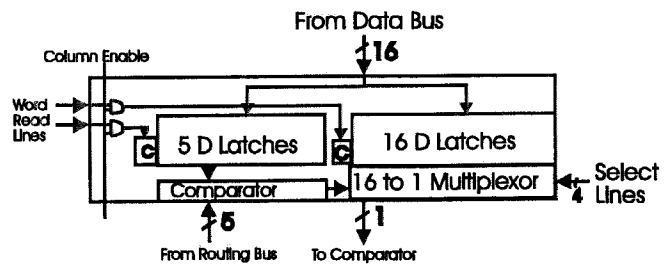 From Data Bus
16
Column Enable
Word
Read
Lines
C
5 D Latches
C
16 D Latches
Comparator
16 to 1 Multiplexor
4
Select
Lines
5
1
From Routing Bus
To Comparator